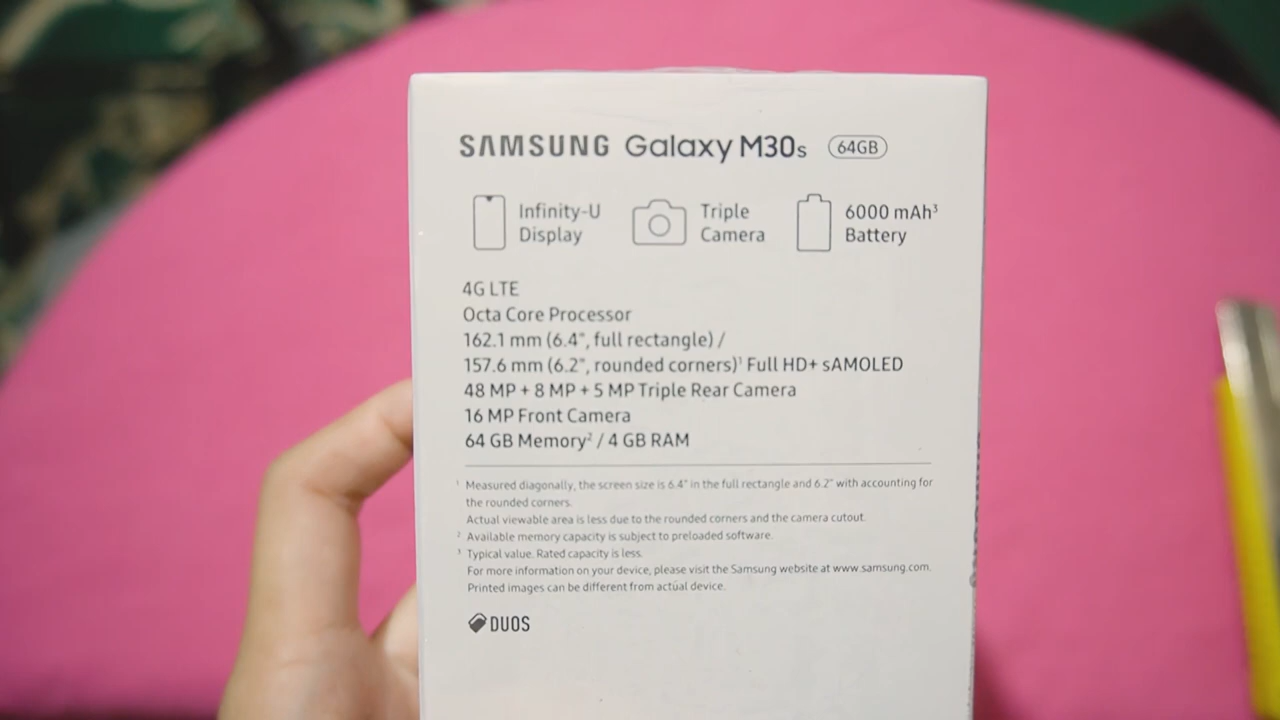 SAMSUNG Galaxy M30s 64GB
Infinity-U
Display
Triple
Camera
6000 mAh³
Battery
4G LTE
Octa Core Processor
162.1 mm (6.4", full rectangle) /
157.6 mm (6.2", rounded corners)¹ Full HD+ sAMOLED
48 MP + 8 MP + 5 MP Triple Rear Camera
16 MP Front Camera
64 GB Memory² / 4 GB RAM
¹ Measured diagonally, the screen size is 6.4" in the full rectangle and 6.2" with accounting for
the rounded corners.
Actual viewable area is less due to the rounded corners and the camera cutout.
² Available memory capacity is subject to preloaded software.
³ Typical value. Rated capacity is less.
For more information on your device, please visit the Samsung website at www.samsung.com.
Printed images can be different from actual device.
DUOS